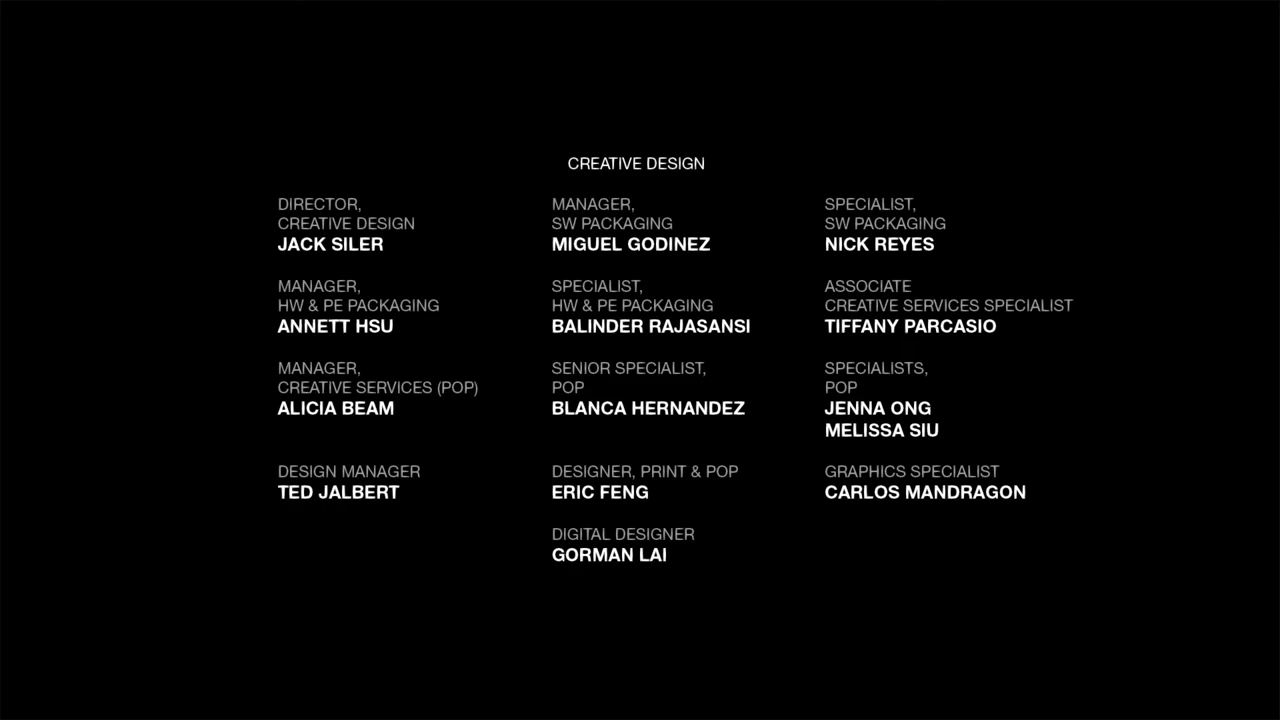 CREATIVE DESIGN
DIRECTOR,
CREATIVE DESIGN
JACK SILER
MANAGER,
SW PACKAGING
MIGUEL GODINEZ
SPECIALIST,
SW PACKAGING
NICK REYES
MANAGER,
HW & PE PACKAGING
ANNETT HSU
SPECIALIST,
HW & PE PACKAGING
BALINDER RAJASANSI
ASSOCIATE
CREATIVE SERVICES SPECIALIST
TIFFANY PARCASIO
MANAGER,
CREATIVE SERVICES (POP)
ALICIA BEAM
SENIOR SPECIALIST,
POP
BLANCA HERNANDEZ
SPECIALISTS,
POP
JENNA ONG
MELISSA SIU
DESIGN MANAGER
TED JALBERT
DESIGNER, PRINT & POP
ERIC FENG
GRAPHICS SPECIALIST
CARLOS MANDRAGON
DIGITAL DESIGNER
GORMAN LAI